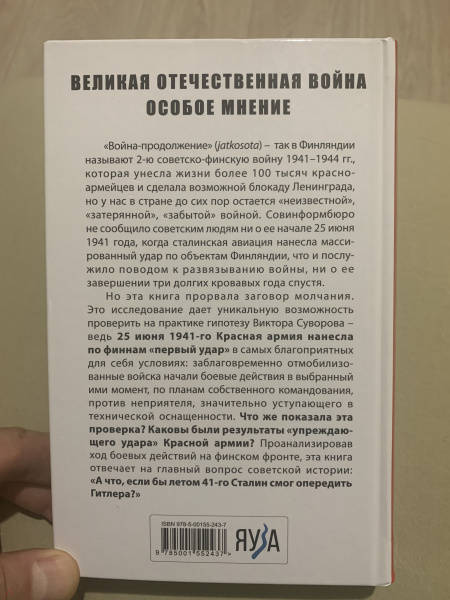 ВЕЛИКАЯ ОТЕЧЕСТВЕННАЯ ВОЙНА
ОСОБОЕ МНЕНИЕ
«Война-продолжение» (jatkosota) – так в Финляндии
называют 2-ю советско-финскую войну 1941–1944 гг.,
которая унесла жизни более 100 тысяч красно-
армейцев и сделала возможной блокаду Ленинграда,
но у нас в стране до сих пор остается «неизвестной»,
«затерянной», «забытой» войной. Совинформбюро
не сообщило советским людям ни о ее начале 25 июня
1941 года, когда сталинская авиация нанесла масси-
рованный удар по объектам Финляндии, что и послу-
жило поводом к развязыванию войны, ни о ее
завершении три долгих кровавых года спустя.
Но эта книга прорвала заговор молчания.
Это исследование дает уникальную возможность
проверить на практике гипотезу Виктора Суворова –
ведь 25 июня 1941-го Красная армия нанесла
по финнам «первый удар» в самых благоприятных
для себя условиях: заблаговременно отмобилизо-
ванные войска начали боевые действия в выбранный
ими момент, по планам собственного командования,
против неприятеля, значительно уступающего в
технической оснащенности. Что же показала эта
проверка? Каковы были результаты «упреждаю-
щего удара» Красной армии? Проанализировав
ход боевых действий на финском фронте, эта книга
отвечает на главный вопрос советской истории:
«А что, если бы летом 41-го Сталин смог опередить
Гитлера?»
ISBN 978-5-00155-243-7
9 785001 552437
ЯУЗА